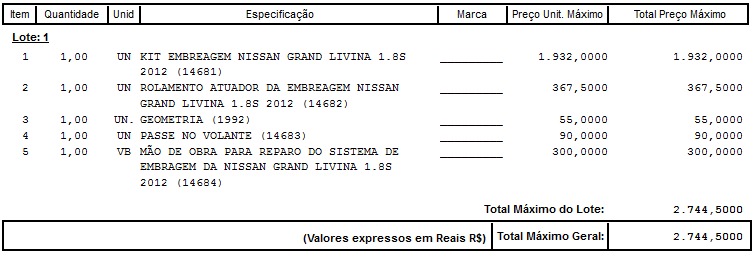 Item Quantidade Unid Especificação Marca Preço Unit. Máximo Total Preço Máximo
Lote: 1
1 1,00 UN KIT EMBREAGEM NISSAN GRAND LIVINA 1.8S 1.932,0000 1.932,0000
2012 (14681)
2 1,00 UN ROLAMENTO ATUADOR DA EMBREAGEM NISSAN 367,5000 367,5000
GRAND LIVINA 1.8S 2012 (14682)
3 1,00 UN. GEOMETRIA (1992) 55,0000 55,0000
4 1,00 UN PASSE NO VOLANTE (14683) 90,0000 90,0000
5 1,00 VB MÃO DE OBRA PARA REPARO DO SISTEMA DE 300,0000 300,0000
EMBRAGEM DA NISSAN GRAND LIVINA 1.8S
2012 (14684)
Total Máximo do Lote: 2.744,5000
(Valores expressos em Reais R$) Total Máximo Geral: 2.744,5000